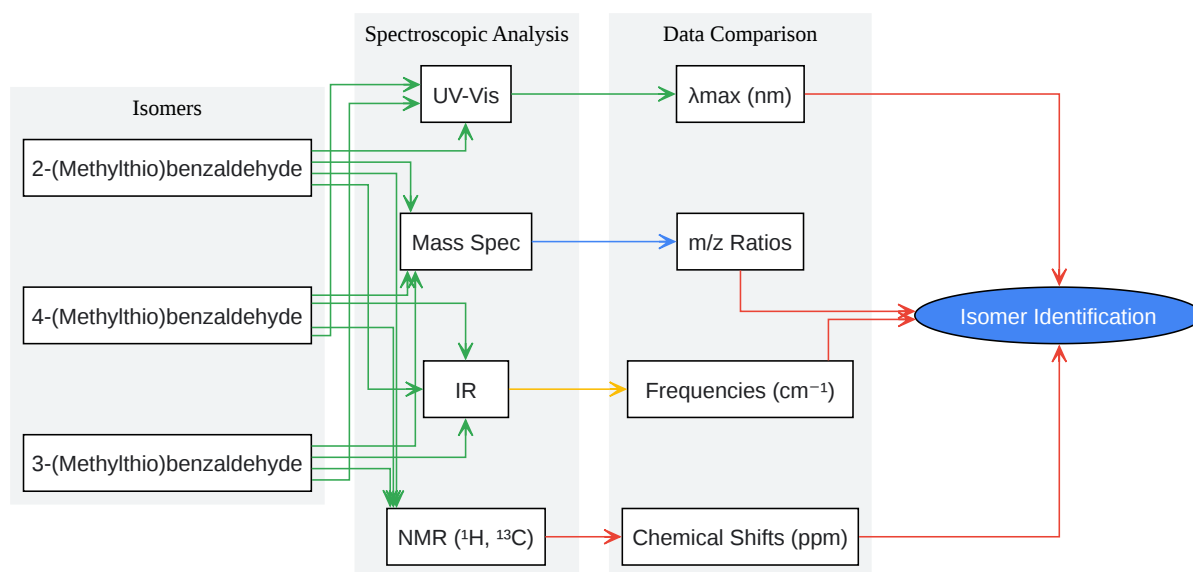 Isomers
2-(Methylthio)benzaldehyde
4-(Methylthio)benzaldehyde
3-(Methylthio)benzaldehyde
Spectroscopic Analysis
UV-Vis
Mass Spec
IR
NMR (¹H, ¹³C)
Data Comparison
λmax (nm)
m/z Ratios
Frequencies (cm⁻¹)
Chemical Shifts (ppm)
Isomer Identification